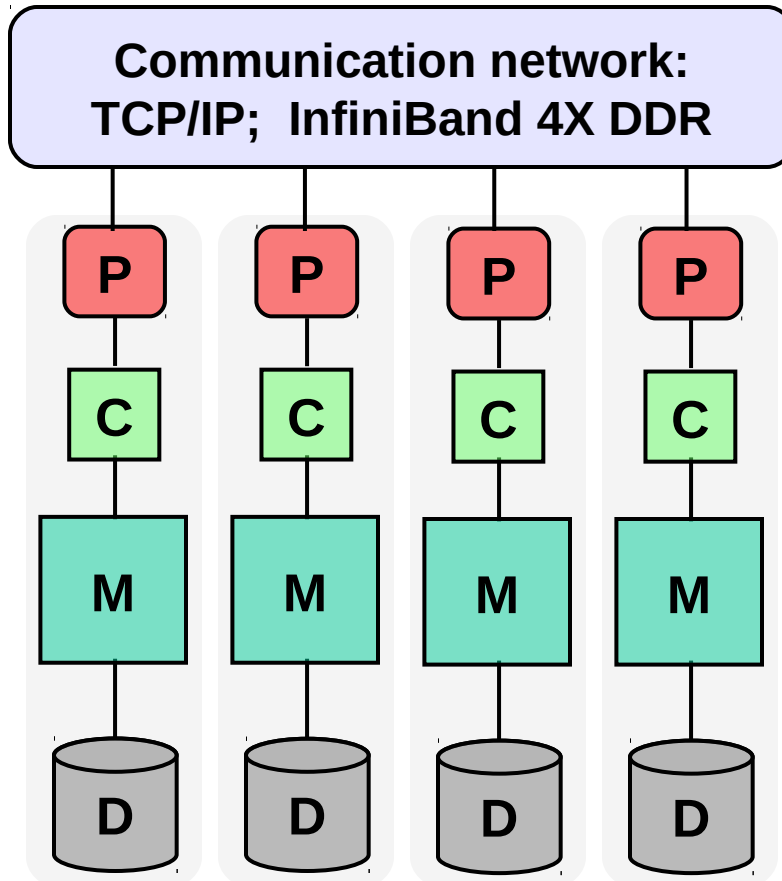 Communication network:
TCP/IP;  InfiniBand 4X DDR
P P P P
C C C C
M M M M
D D D D